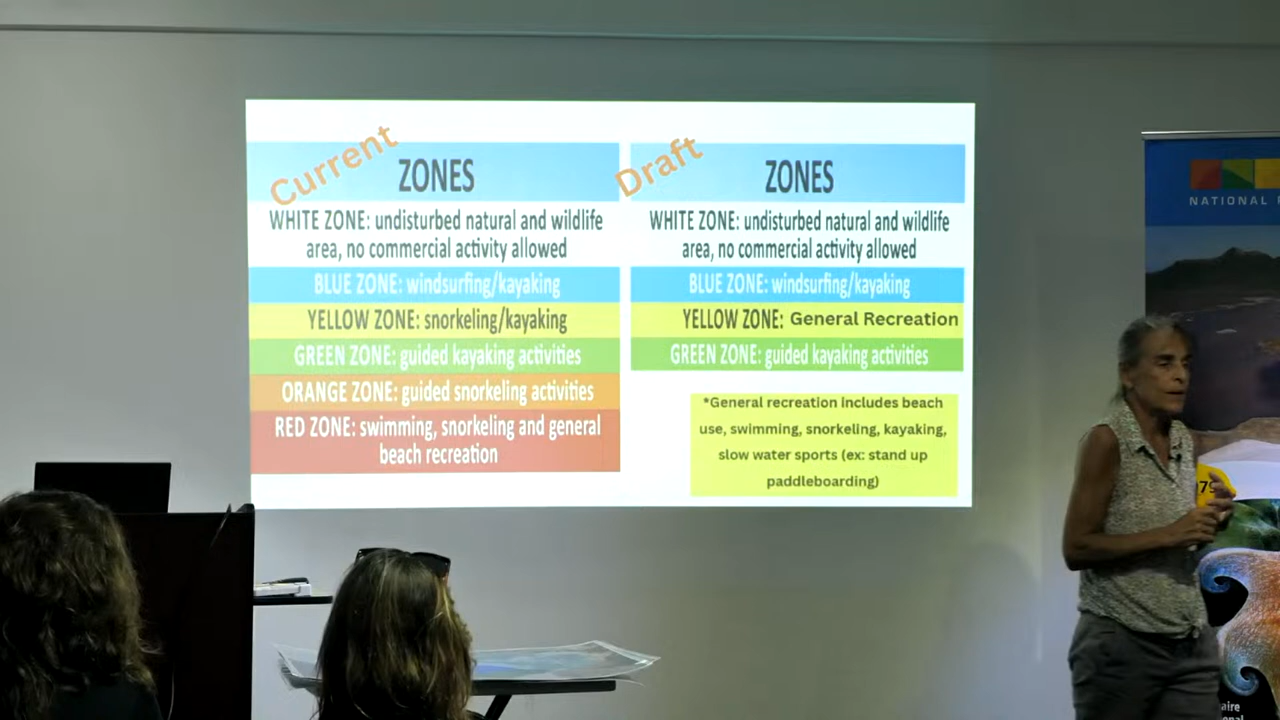 Current
ZONES
WHITE ZONE: undisturbed natural and wildlife
area, no commercial activity allowed
BLUE ZONE: windsurfing/kayaking
YELLOW ZONE: snorkeling/kayaking
GREEN ZONE: guided kayaking activities
ORANGE ZONE: guided snorkeling activities
RED ZONE: swimming, snorkeling and general
beach recreation
Draft
ZONES
WHITE ZONE: undisturbed natural and wildlife
area, no commercial activity allowed
BLUE ZONE: windsurfing/kayaking
YELLOW ZONE: General Recreation
GREEN ZONE: guided kayaking activities
*General recreation includes beach
use, swimming, snorkeling, kayaking,
slow water sports (ex: stand up
paddleboarding)
NATIONAL